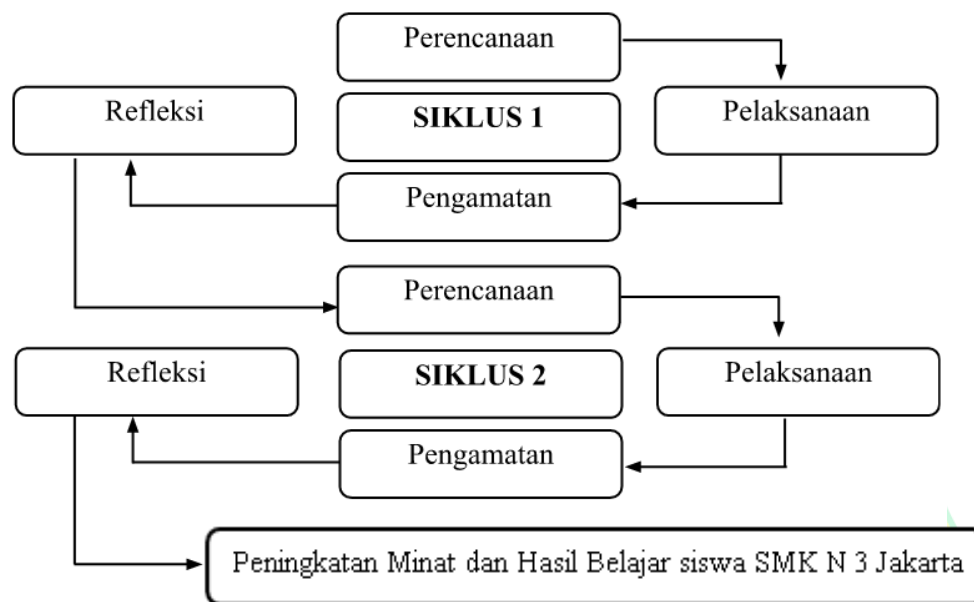 Perencanaan
Refleksi
SIKLUS 1
Pelaksanaan
Pengamatan
Perencanaan
Refleksi
SIKLUS 2
Pelaksanaan
Pengamatan
Peningkatan Minat dan Hasil Belajar siswa SMK N 3 Jakarta